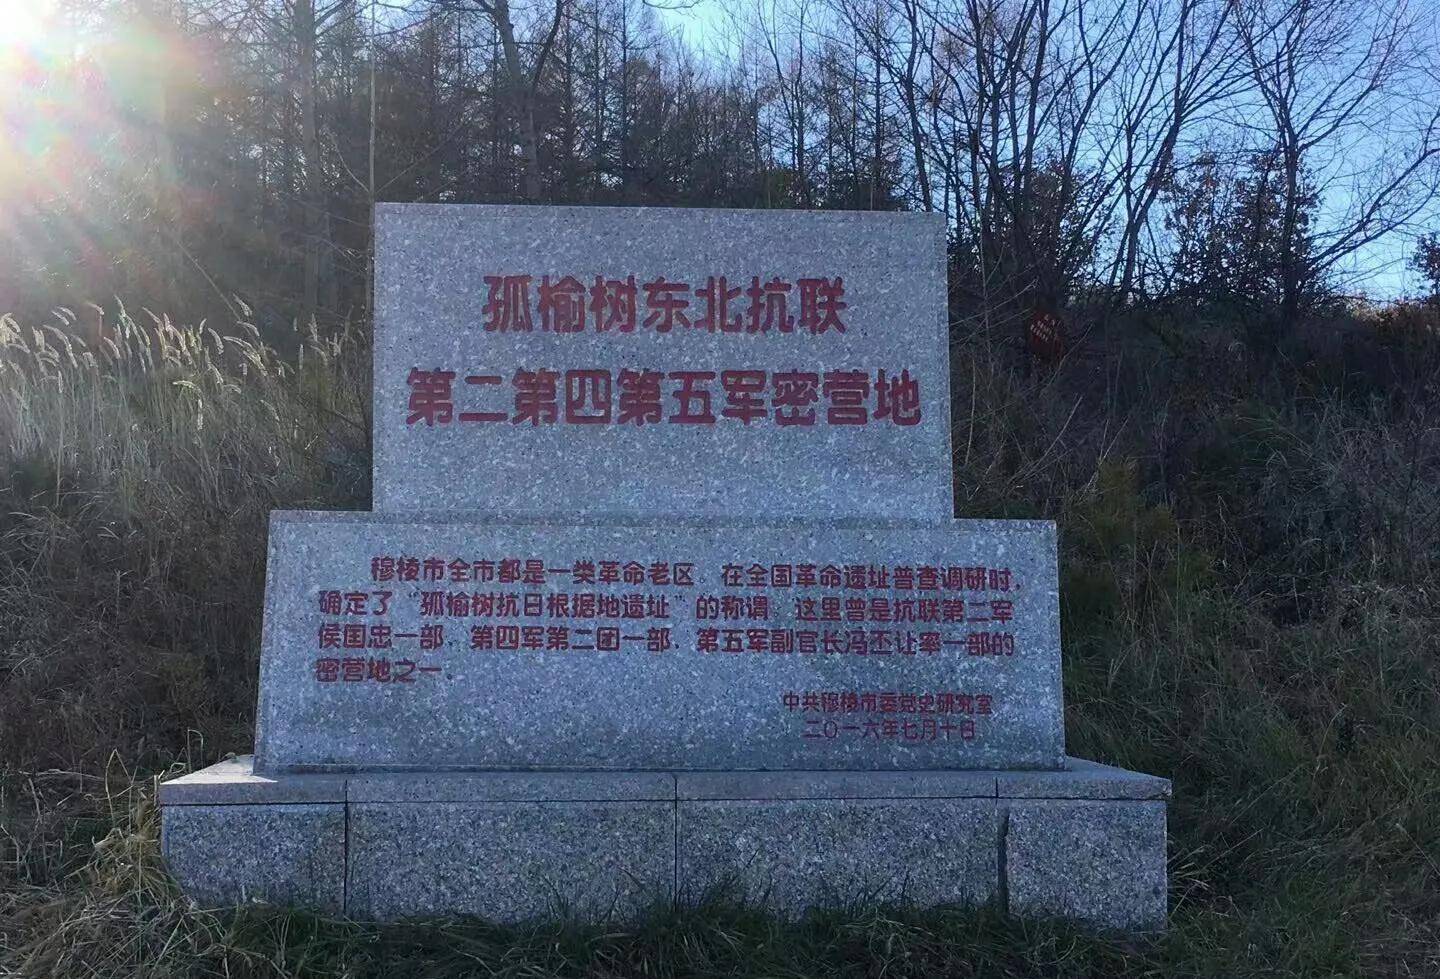 孤榆树东北抗联
第二第四第五军密营地
穆棱市全市都是一类革命老区。在全国革命遗址普查调研时，
确定了“孤榆树抗日根据地遗址”的称谓。这里曾是抗联第二军
侯国忠一部，第四军第二团一部，第五军副官长冯丕让率一部的
密营地之一。
中共穆棱市委党史研究室
二〇一六年七月十日